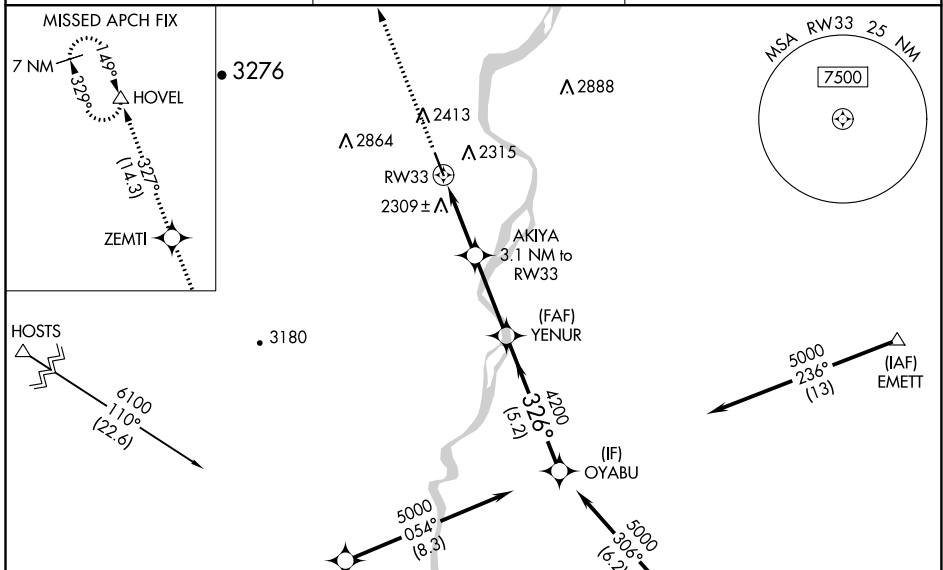 MISSED APCH FIX
7 NM
149°
329°
HOVEL
327°
(14.3)
ZEMTI
3276
2888
2413
2864
2315
RW33
2309±
AKIYA
3.1 NM to
RW33
MSA RW33 25 NM
7500
HOSTS
6100
110°
(22.6)
3180
(FAF)
YENUR
5000
236°
(13)
(IAF)
EMETT
4200
326°
(5.2)
(IF)
OYABU
5000
054°
(8.3)
5000
306°
(6.2)